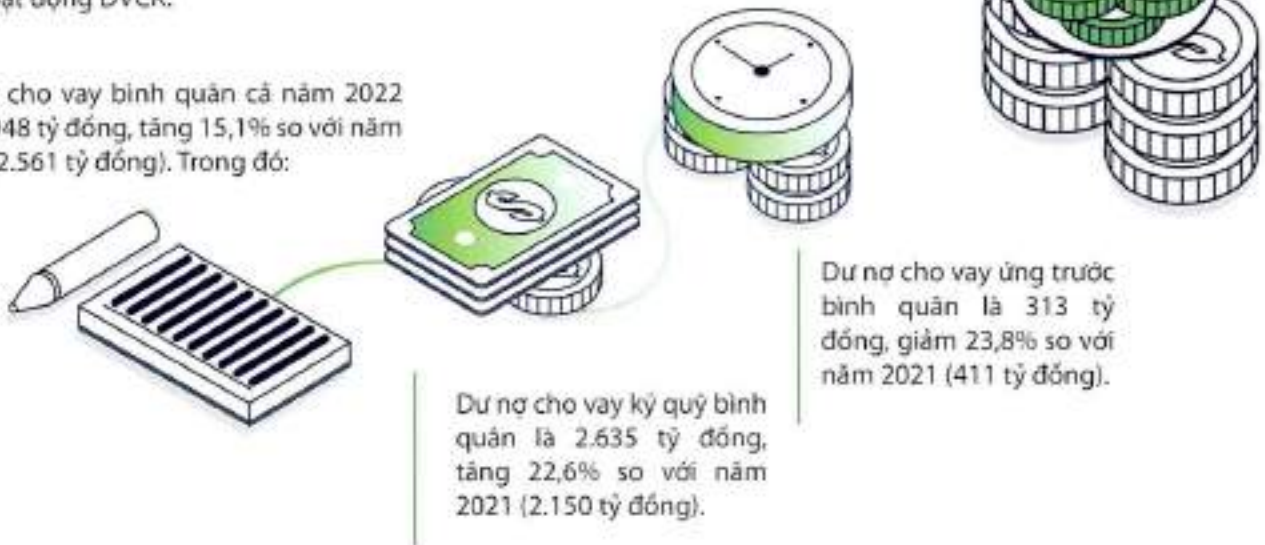 cho vay bình quân cả năm 2022
48 tỷ đồng, tăng 15,1% so với năm
2.561 tỷ đồng). Trong đó:
Dư nợ cho vay ký quỹ bình
quân là 2.635 tỷ đồng,
tăng 22,6% so với năm
2021 (2.150 tỷ đồng).
Dư nợ cho vay ứng trước
bình quân là 313 tỷ
đồng, giảm 23,8% so với
năm 2021 (411 tỷ đồng).